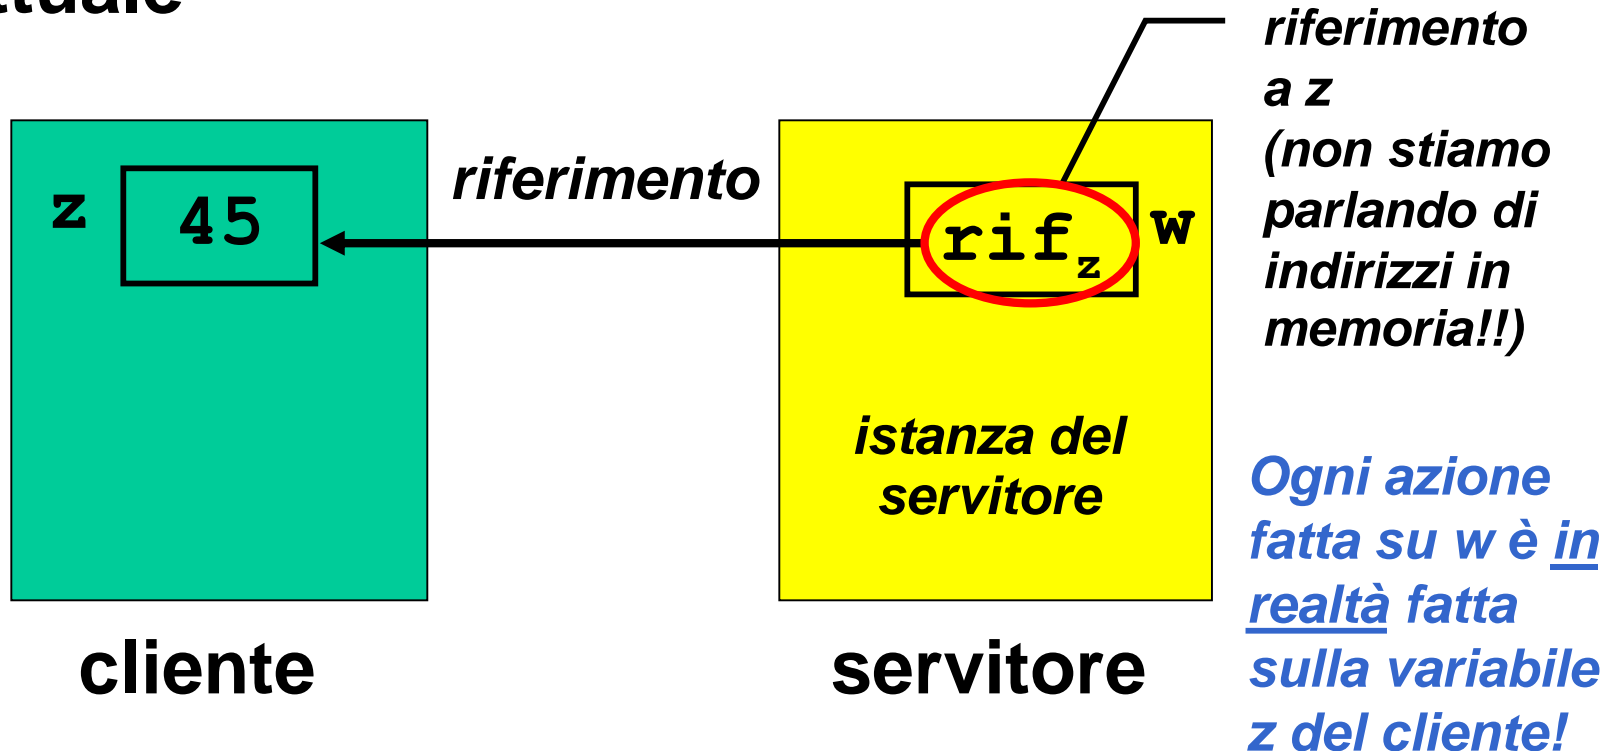 riferimento
a z
(non stiamo
parlando di
indirizzi in
memoria!!)
z
45
riferimento
rif z
w
istanza del
servitore
Ogni azione
fatta su w è in
realtà fatta
sulla variabile
z del cliente!
cliente
servitore